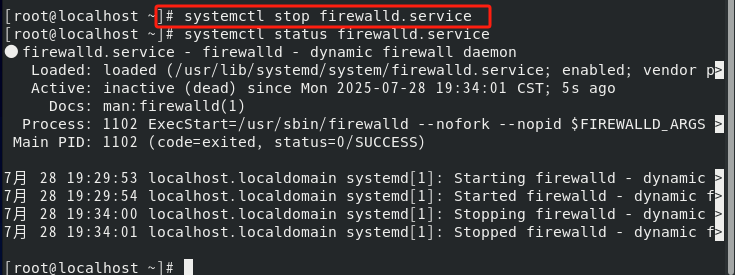 [root@localhost ~]# systemctl stop firewalld.service
[root@localhost ~]# systemctl status firewalld.service
● firewalld.service - firewalld - dynamic firewall daemon
   Loaded: loaded (/usr/lib/systemd/system/firewalld.service; enabled; vendor p>
   Active: inactive (dead) since Mon 2025-07-28 19:34:01 CST; 5s ago
     Docs: man:firewalld(1)
  Process: 1102 ExecStart=/usr/sbin/firewalld --nofork --nopid $FIREWALLD_ARGS >
 Main PID: 1102 (code=exited, status=0/SUCCESS)
7月 28 19:29:53 localhost.localdomain systemd[1]: Starting firewalld - dynamic >
7月 28 19:29:54 localhost.localdomain systemd[1]: Started firewalld - dynamic f>
7月 28 19:34:00 localhost.localdomain systemd[1]: Stopping firewalld - dynamic >
7月 28 19:34:01 localhost.localdomain systemd[1]: Stopped firewalld - dynamic f>
[root@localhost ~]#